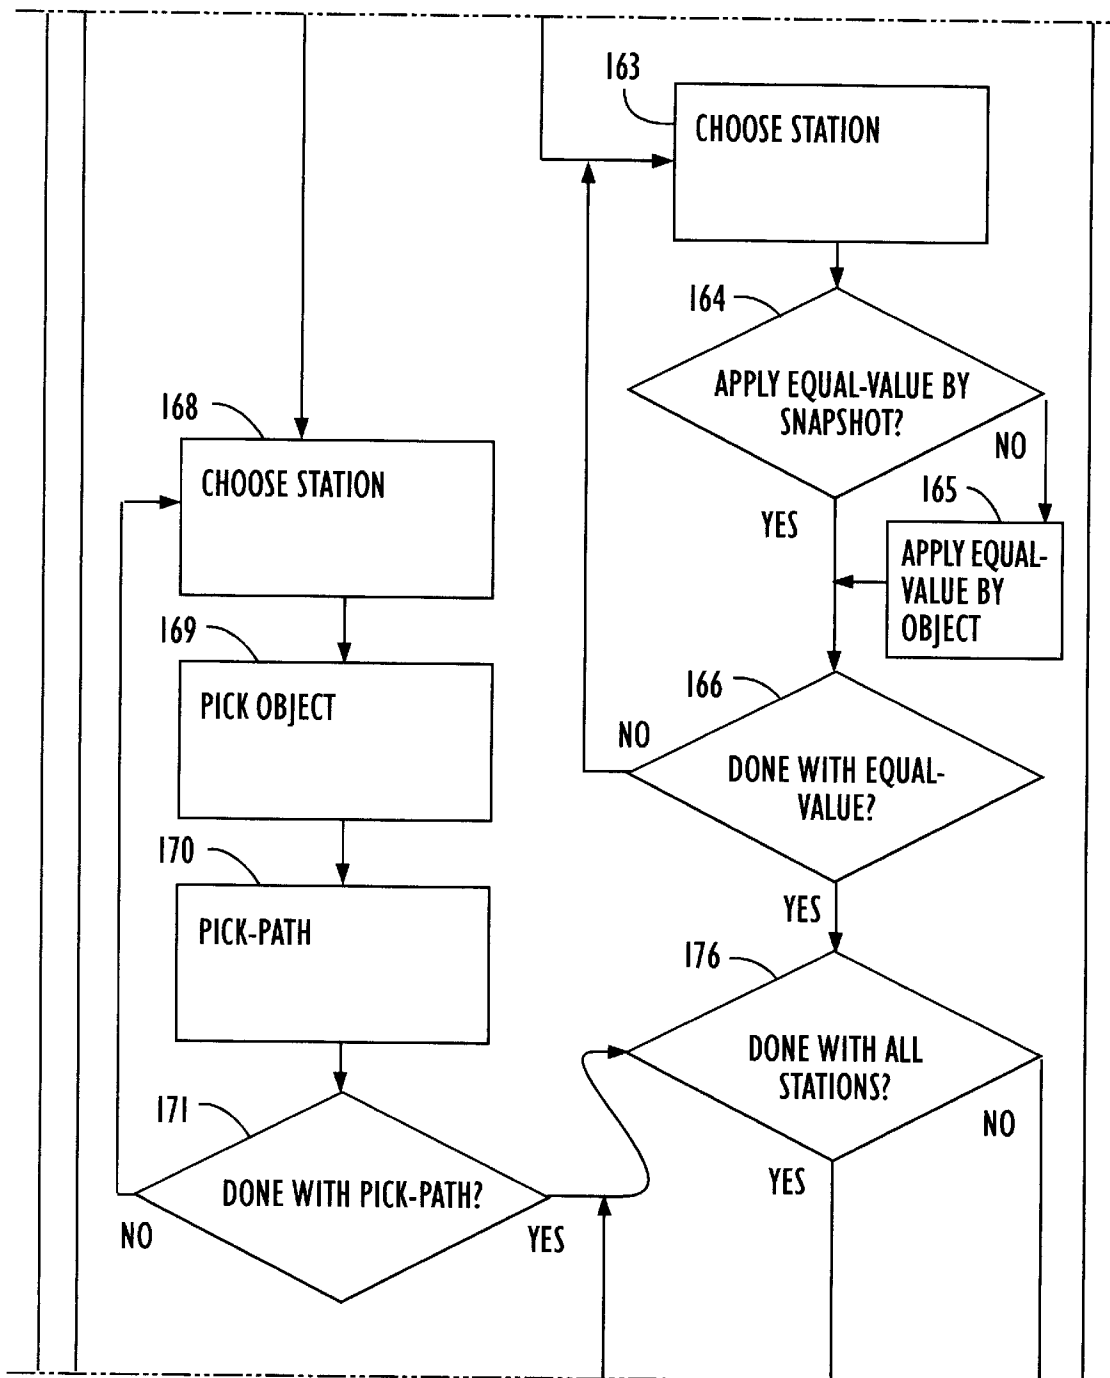 163
CHOOSE STATION
164
APPLY EQUAL-VALUE BY
SNAPSHOT?
NO
YES
165
APPLY EQUAL-
VALUE BY
OBJECT
166
NO
DONE WITH EQUAL-
VALUE?
YES
168
CHOOSE STATION
169
PICK OBJECT
170
PICK-PATH
171
DONE WITH PICK-PATH?
NO
YES
176
DONE WITH ALL
STATIONS?
NO
YES